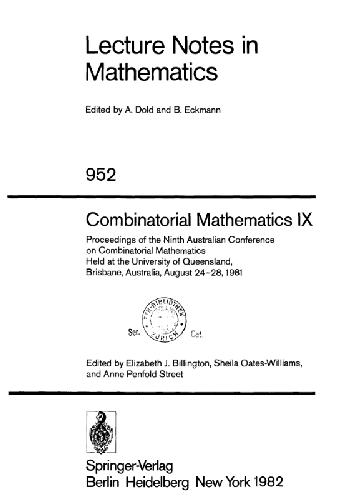 Lecture Notes in
Mathematics
Edited by A. Dold and B. Eckmann
952
Combinatorial Mathematics IX
Proceedings of the Ninth Australian Conference
on Combinatorial Mathematics
Held at the University of Queensland,
Brisbane, Australia, August 24–28, 1981
ZÜRICH
Ser. Cat.
Edited by Elizabeth J. Billington, Sheila Oates-Williams,
and Anne Penfold Street
Springer-Verlag
Berlin Heidelberg New York 1982